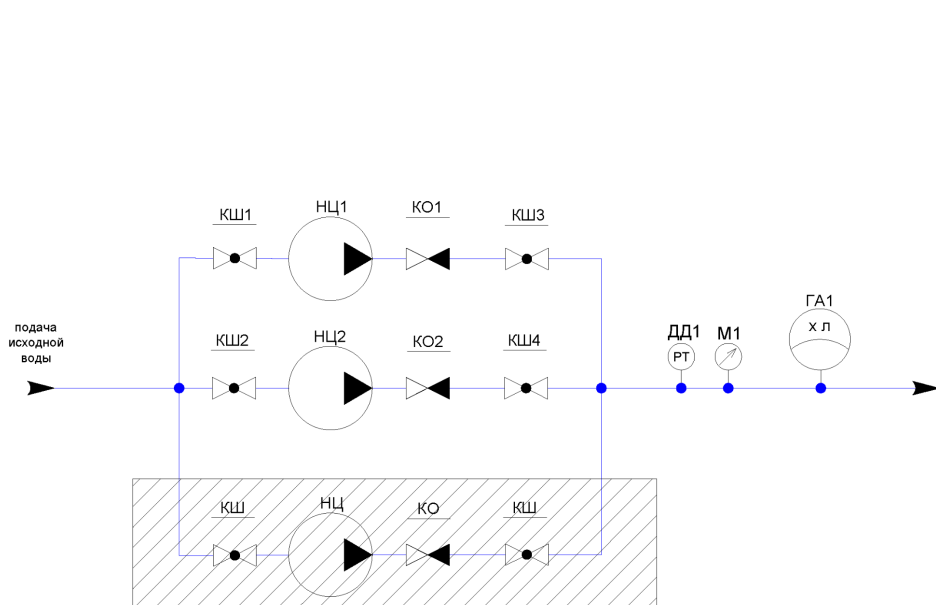 НЦ1
КО1
КШ1
КШ3
ГА1
подача
исходной
воды
х л
КШ2
НЦ2
КО2
КШ4
ДД1
М1
РТ
КШ
НЦ
КО
КШ